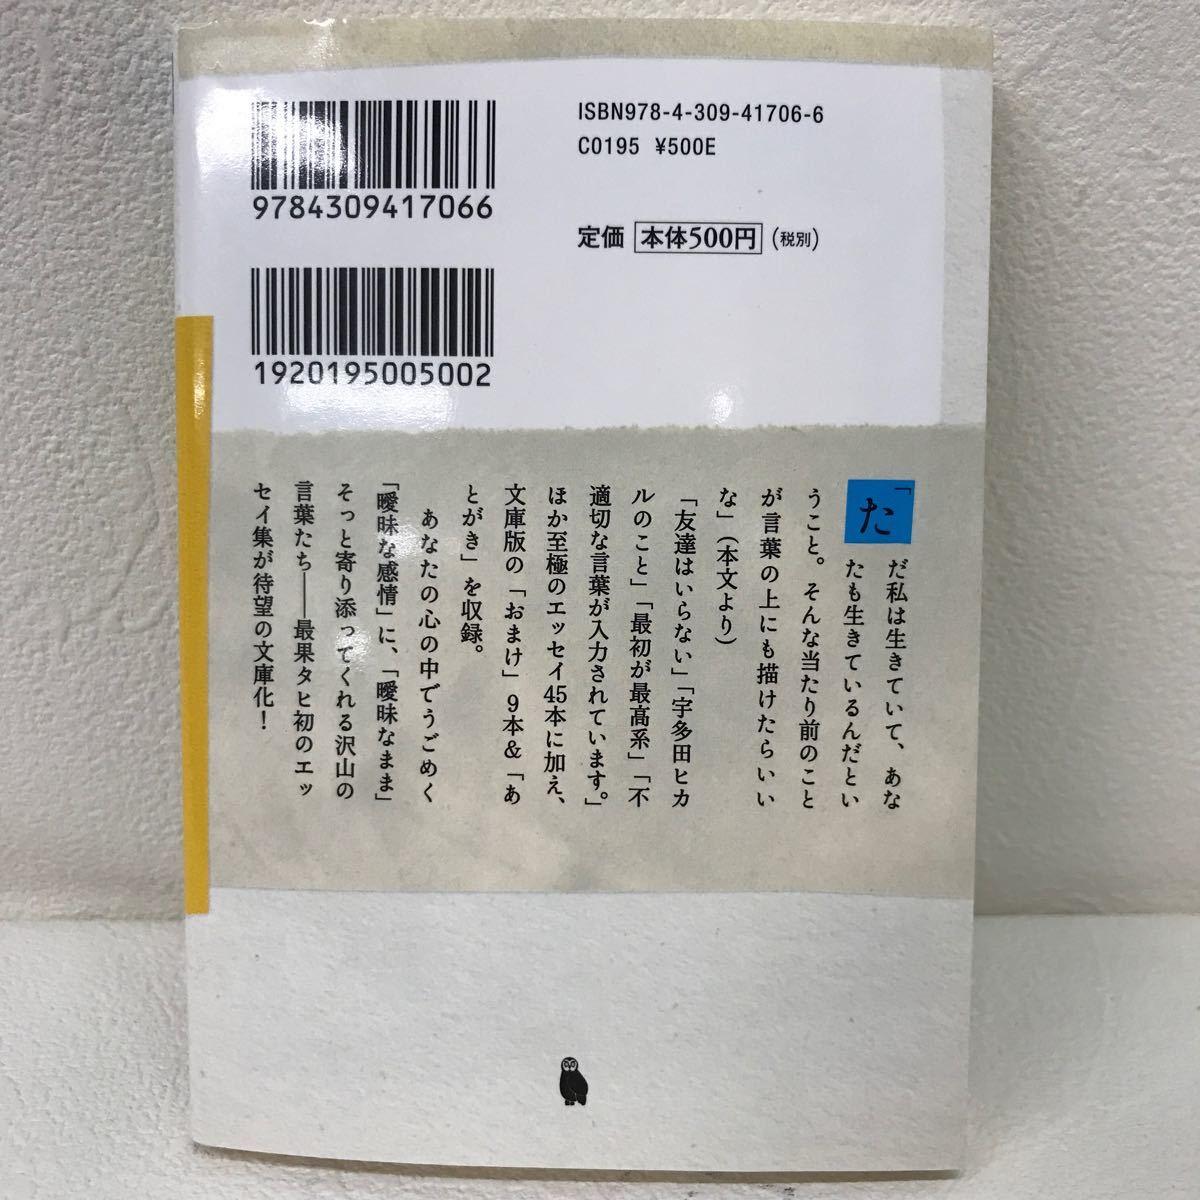 ISBN978-4-309-41706-6
C0195 ¥500E
9784309417066
定価 本体500円 (税別)
1920195005002
「ただ私は生きていて、あな
たも生きているんだとい
うこと。そんな当たり前のこと
が言葉の上にも描けたらいい
な」(本文より)
「友達はいらない」「宇多田ヒカ
ルのこと」「最初が最高系」「不
適切な言葉が入力されています。」
ほか至極のエッセイ45本に加え、
文庫版の「おまけ」9本&「あ
とがき」を収録。
あなたの心の中でうごめく
「曖昧な感情」に、「曖昧なまま」
そっと寄り添ってくれる沢山の
言葉たち──最果タヒ初のエッ
セイ集が待望の文庫化！